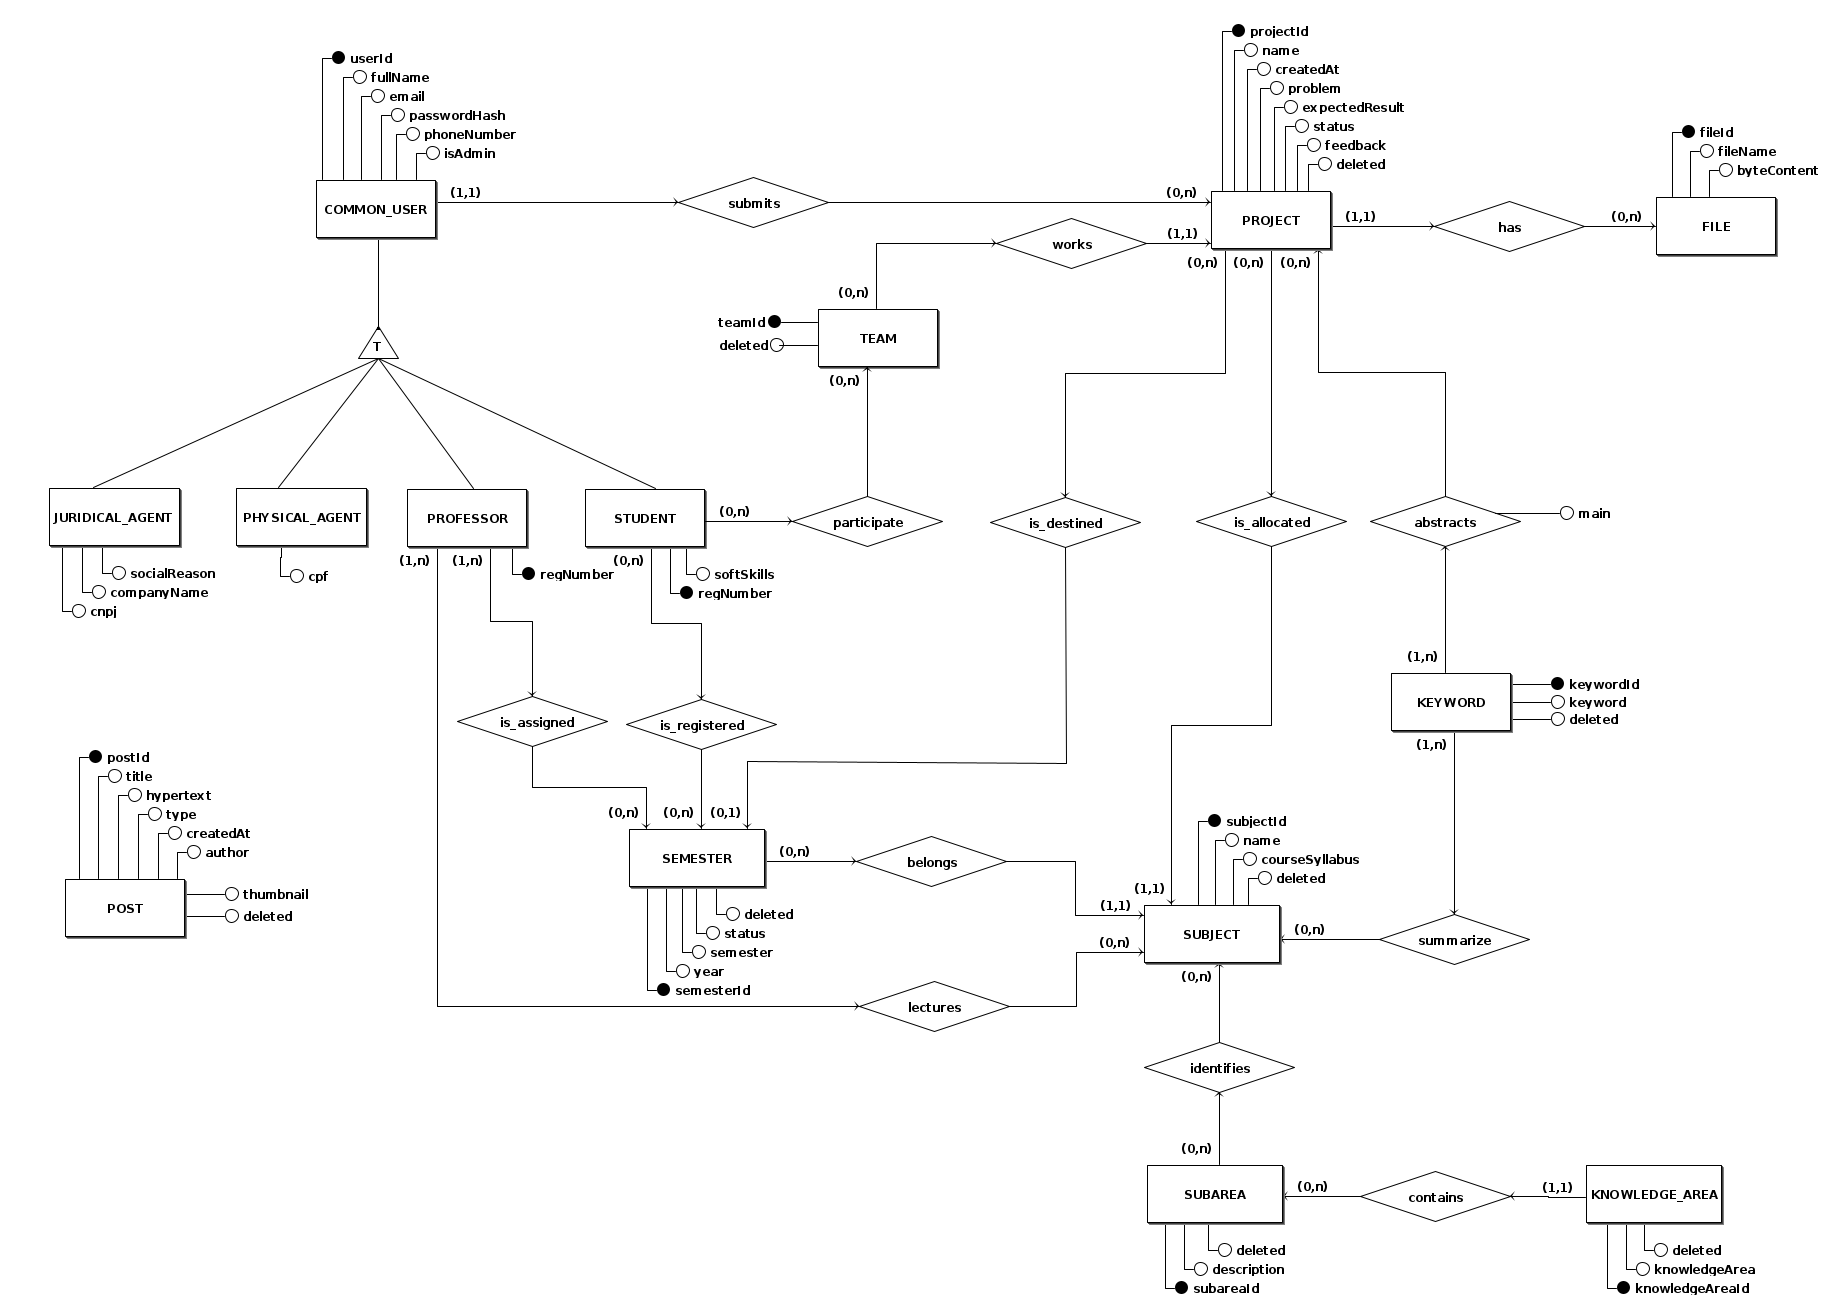 userId
fullName
email
passwordHash
phoneNumber
isAdmin
COMMON_USER
(1,1)
submits
(0,n)
projectId
name
createdAt
problem
expectedResult
status
feedback
deleted
PROJECT
(1,1)
has
(0,n)
fileId
fileName
byteContent
FILE
works
(1,1)
(0,n)
(0,n)
(0,n)
(0,n)
teamId
deleted
TEAM
(0,n)
T
JURIDICAL_AGENT
PHYSICAL_AGENT
PROFESSOR
STUDENT
(0,n)
participate
is_destined
is_allocated
abstracts
main
socialReason
companyName
cnpj
cpf
(1,n)
(1,n)
regNumber
(0,n)
softSkills
regNumber
(1,n)
KEYWORD
keywordId
keyword
deleted
(1,n)
is_assigned
is_registered
postId
title
hypertext
type
createdAt
author
POST
thumbnail
deleted
(0,n)
(0,n)
(0,1)
SEMESTER
(0,n)
belongs
(1,1)
(1,1)
subjectId
name
courseSyllabus
deleted
SUBJECT
(0,n)
summarize
(0,n)
(0,n)
deleted
status
semester
year
semesterId
lectures
identifies
(0,n)
SUBAREA
(0,n)
contains
(1,1)
KNOWLEDGE_AREA
deleted
description
subareaId
deleted
knowledgeArea
knowledgeAreaId